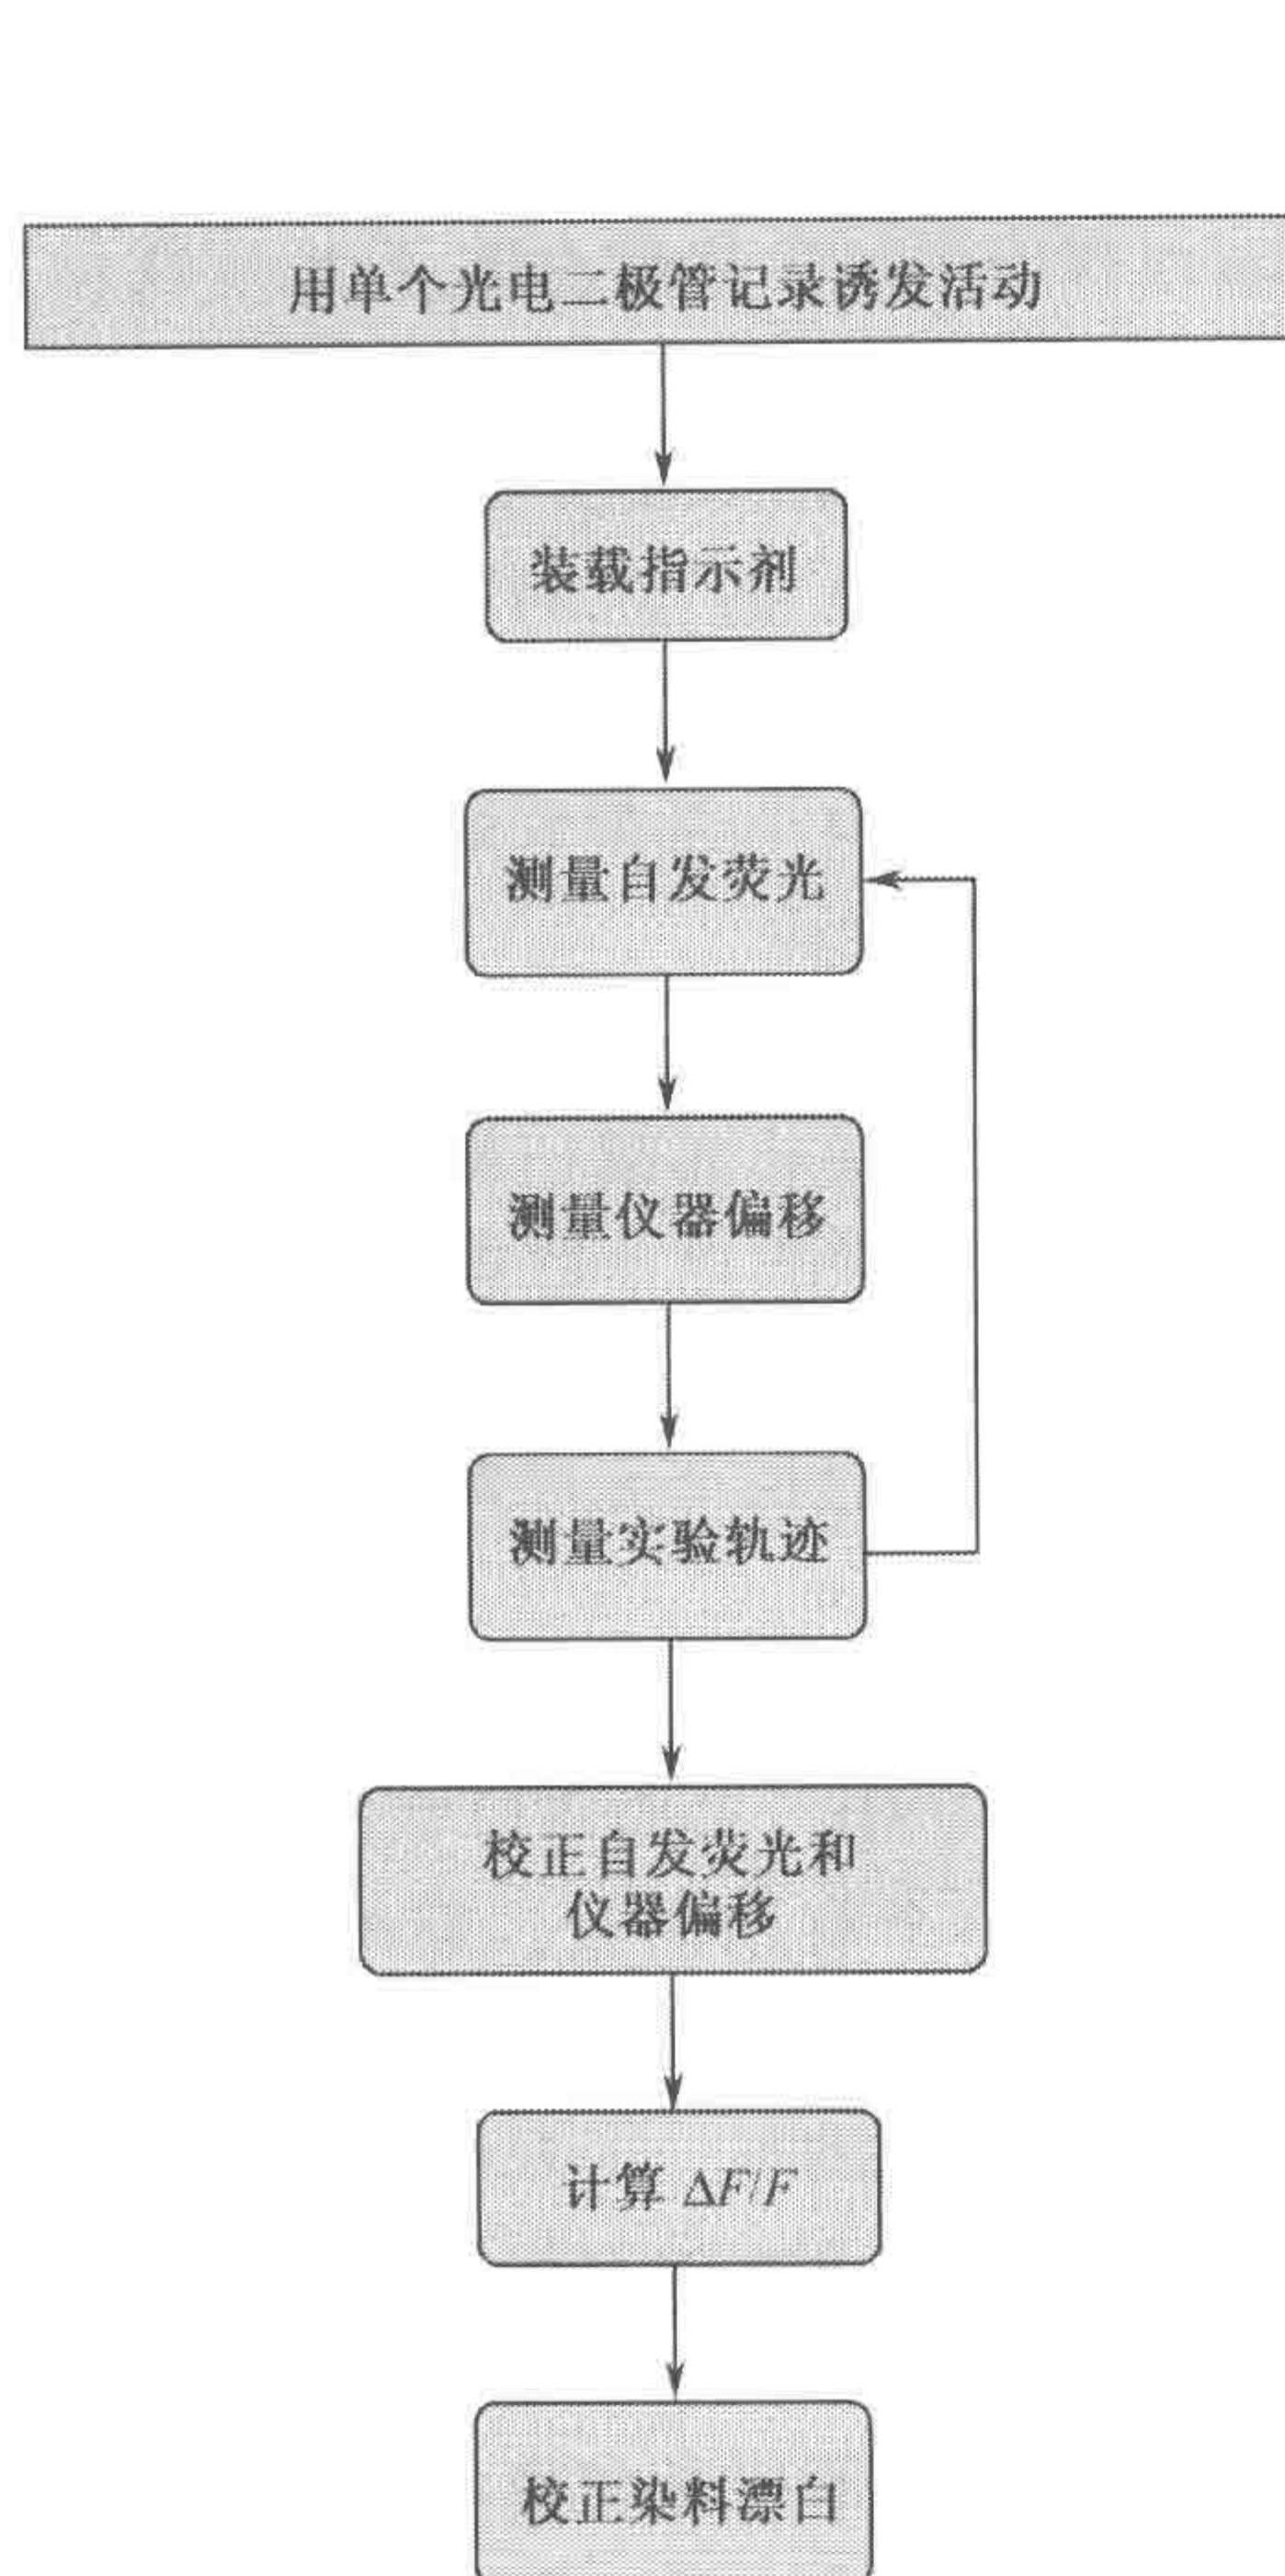 用单个光电二极管记录诱发活动
装载指示剂
测量自发荧光
测量仪器偏移
测量实验轨迹
校正自发荧光和
仪器偏移
计算 ΔF/F
校正染料漂白